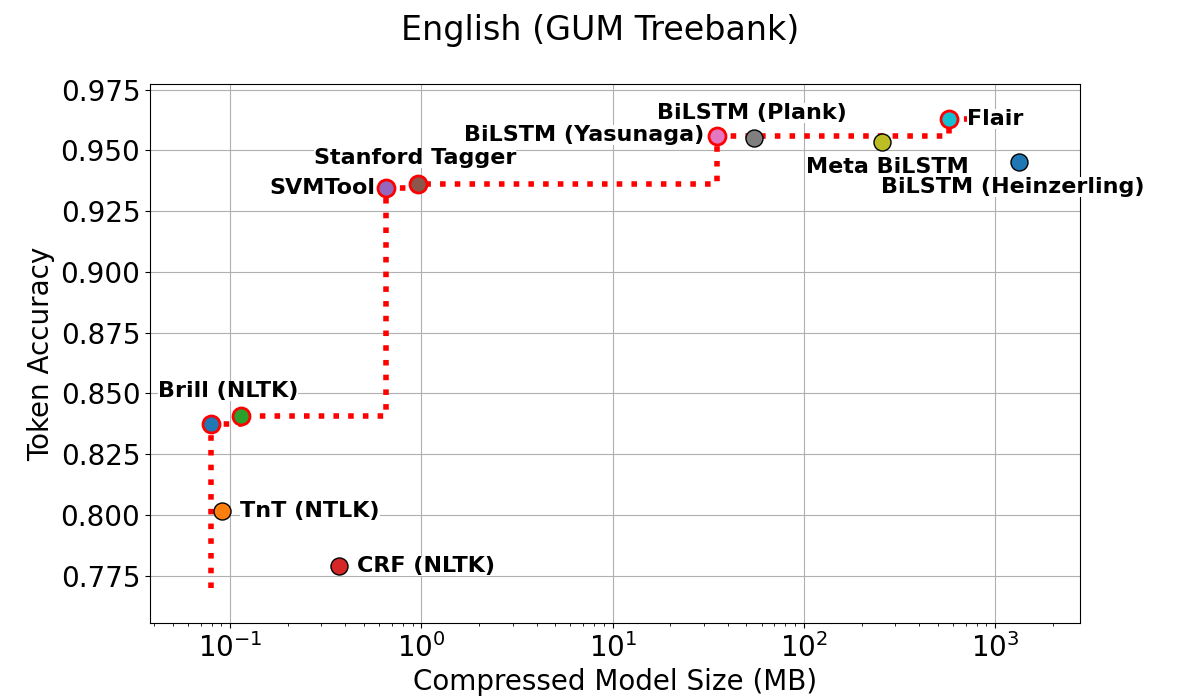 English (GUM Treebank)
Token Accuracy
0.975
0.950
0.925
0.900
0.875
0.850
0.825
0.800
0.775
BiLSTM (Plank)
Flair
BiLSTM (Yasunaga)
Stanford Tagger
Meta BiLSTM
SVMTool
BiLSTM (Heinzerling)
Brill (NLTK)
TnT (NTLK)
CRF (NLTK)
10⁻¹
10⁰
10¹
10²
10³
Compressed Model Size (MB)